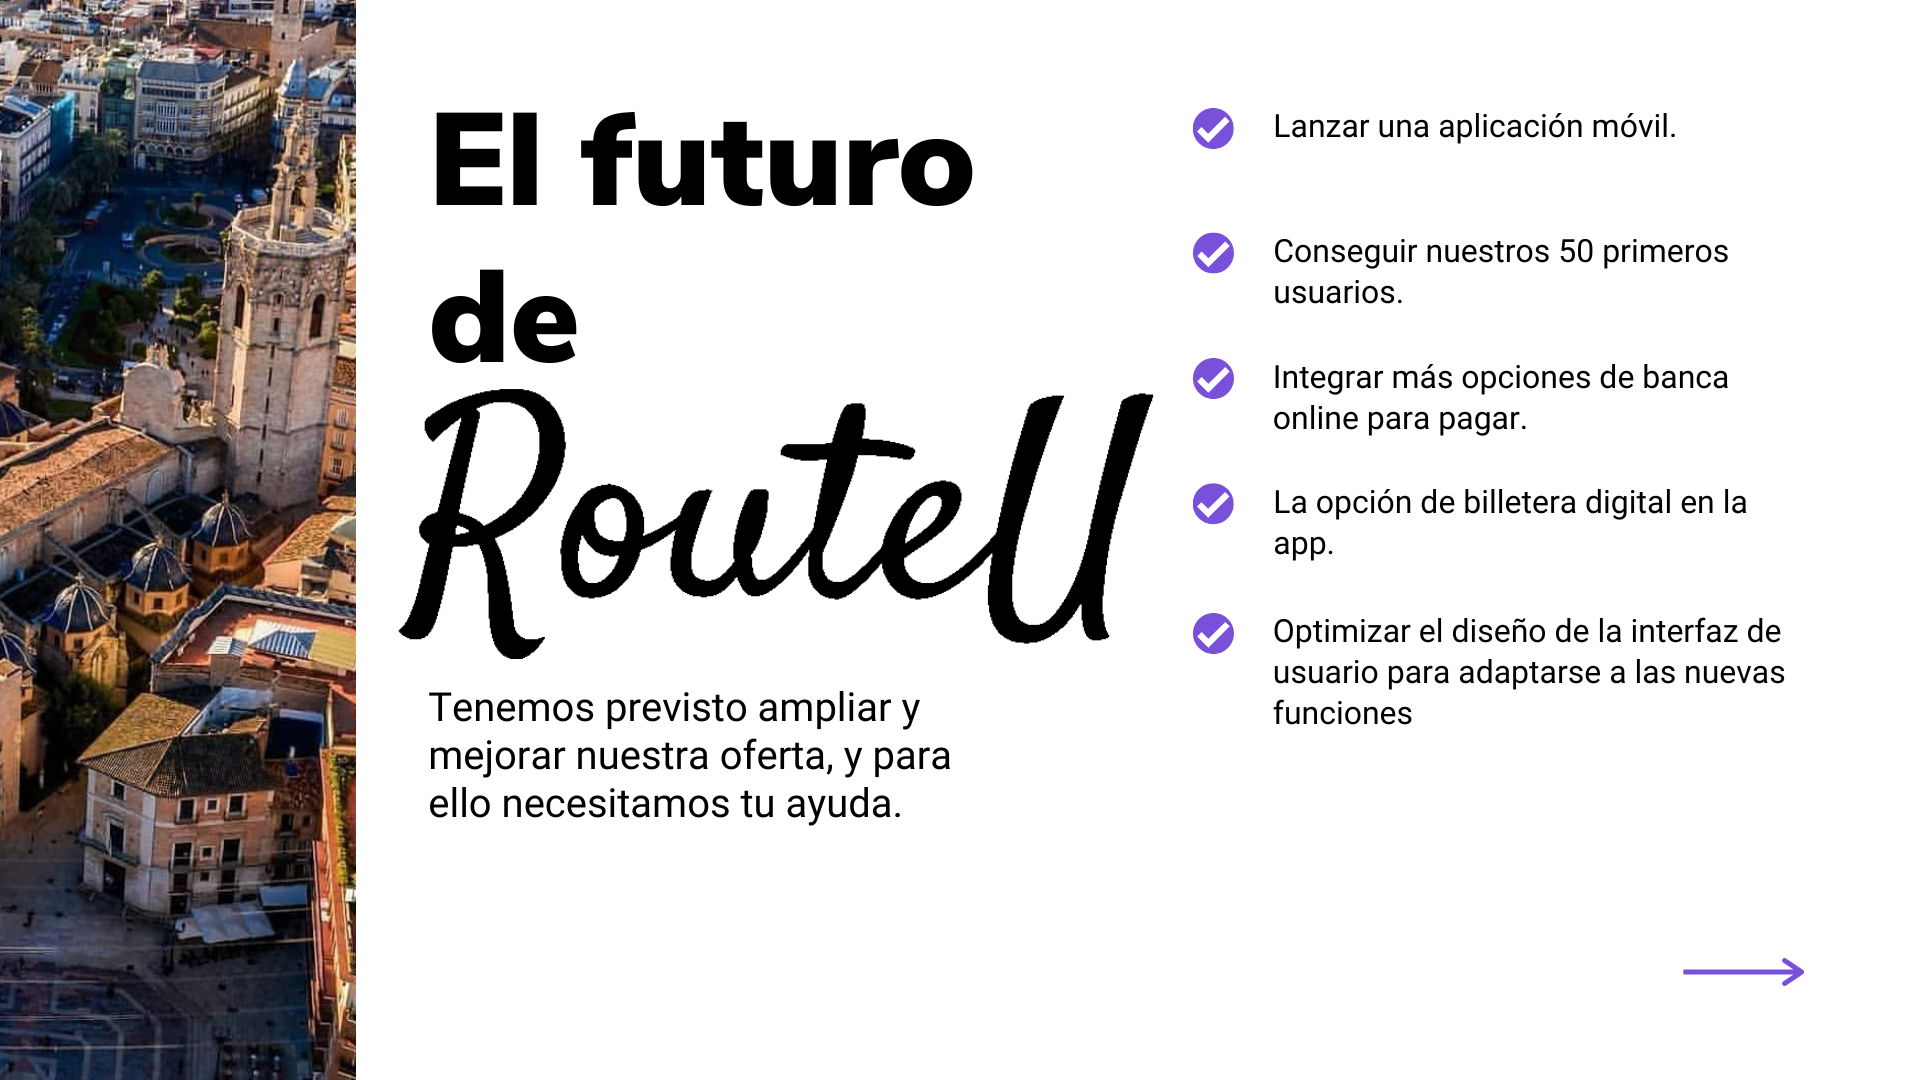 El futuro
de
RouteU
Tenemos previsto ampliar y
mejorar nuestra oferta, y para
ello necesitamos tu ayuda.
Lanzar una aplicación móvil.
Conseguir nuestros 50 primeros
usuarios.
Integrar más opciones de banca
online para pagar.
La opción de billetera digital en la
app.
Optimizar el diseño de la interfaz de
usuario para adaptarse a las nuevas
funciones